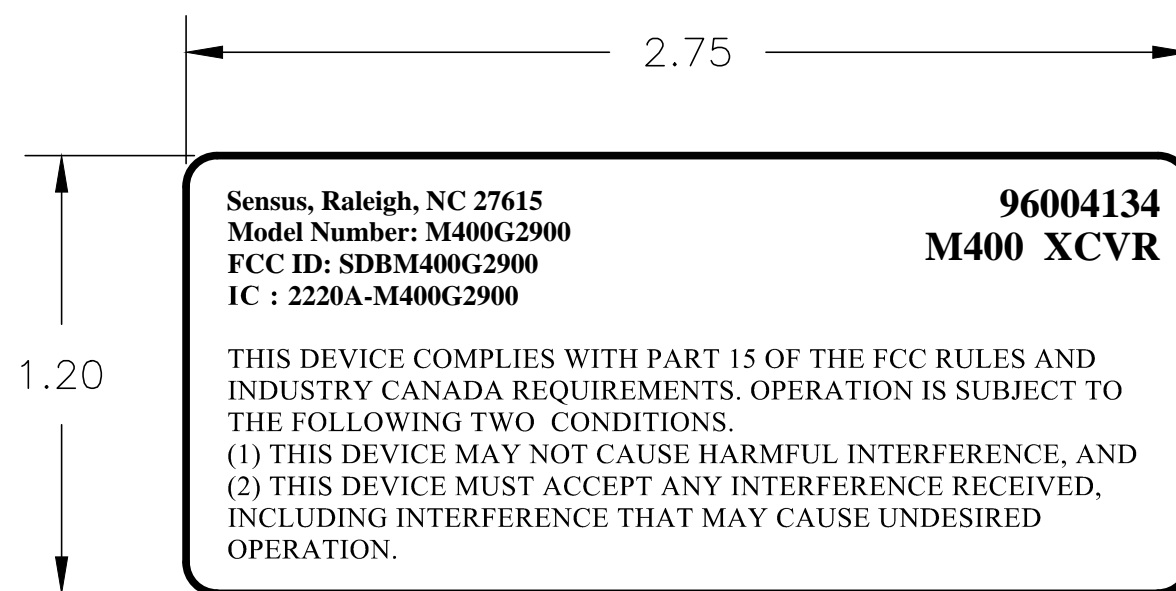 2.75
Sensus, Raleigh, NC 27615
Model Number: M400G2900
FCC ID: SDBM400G2900
IC : 2220A-M400G2900
96004134
M400 XCVR
1.20
THIS DEVICE COMPLIES WITH PART 15 OF THE FCC RULES AND
INDUSTRY CANADA REQUIREMENTS. OPERATION IS SUBJECT TO
THE FOLLOWING TWO CONDITIONS.
(1) THIS DEVICE MAY NOT CAUSE HARMFUL INTERFERENCE, AND
(2) THIS DEVICE MUST ACCEPT ANY INTERFERENCE RECEIVED,
INCLUDING INTERFERENCE THAT MAY CAUSE UNDESIRED
OPERATION.